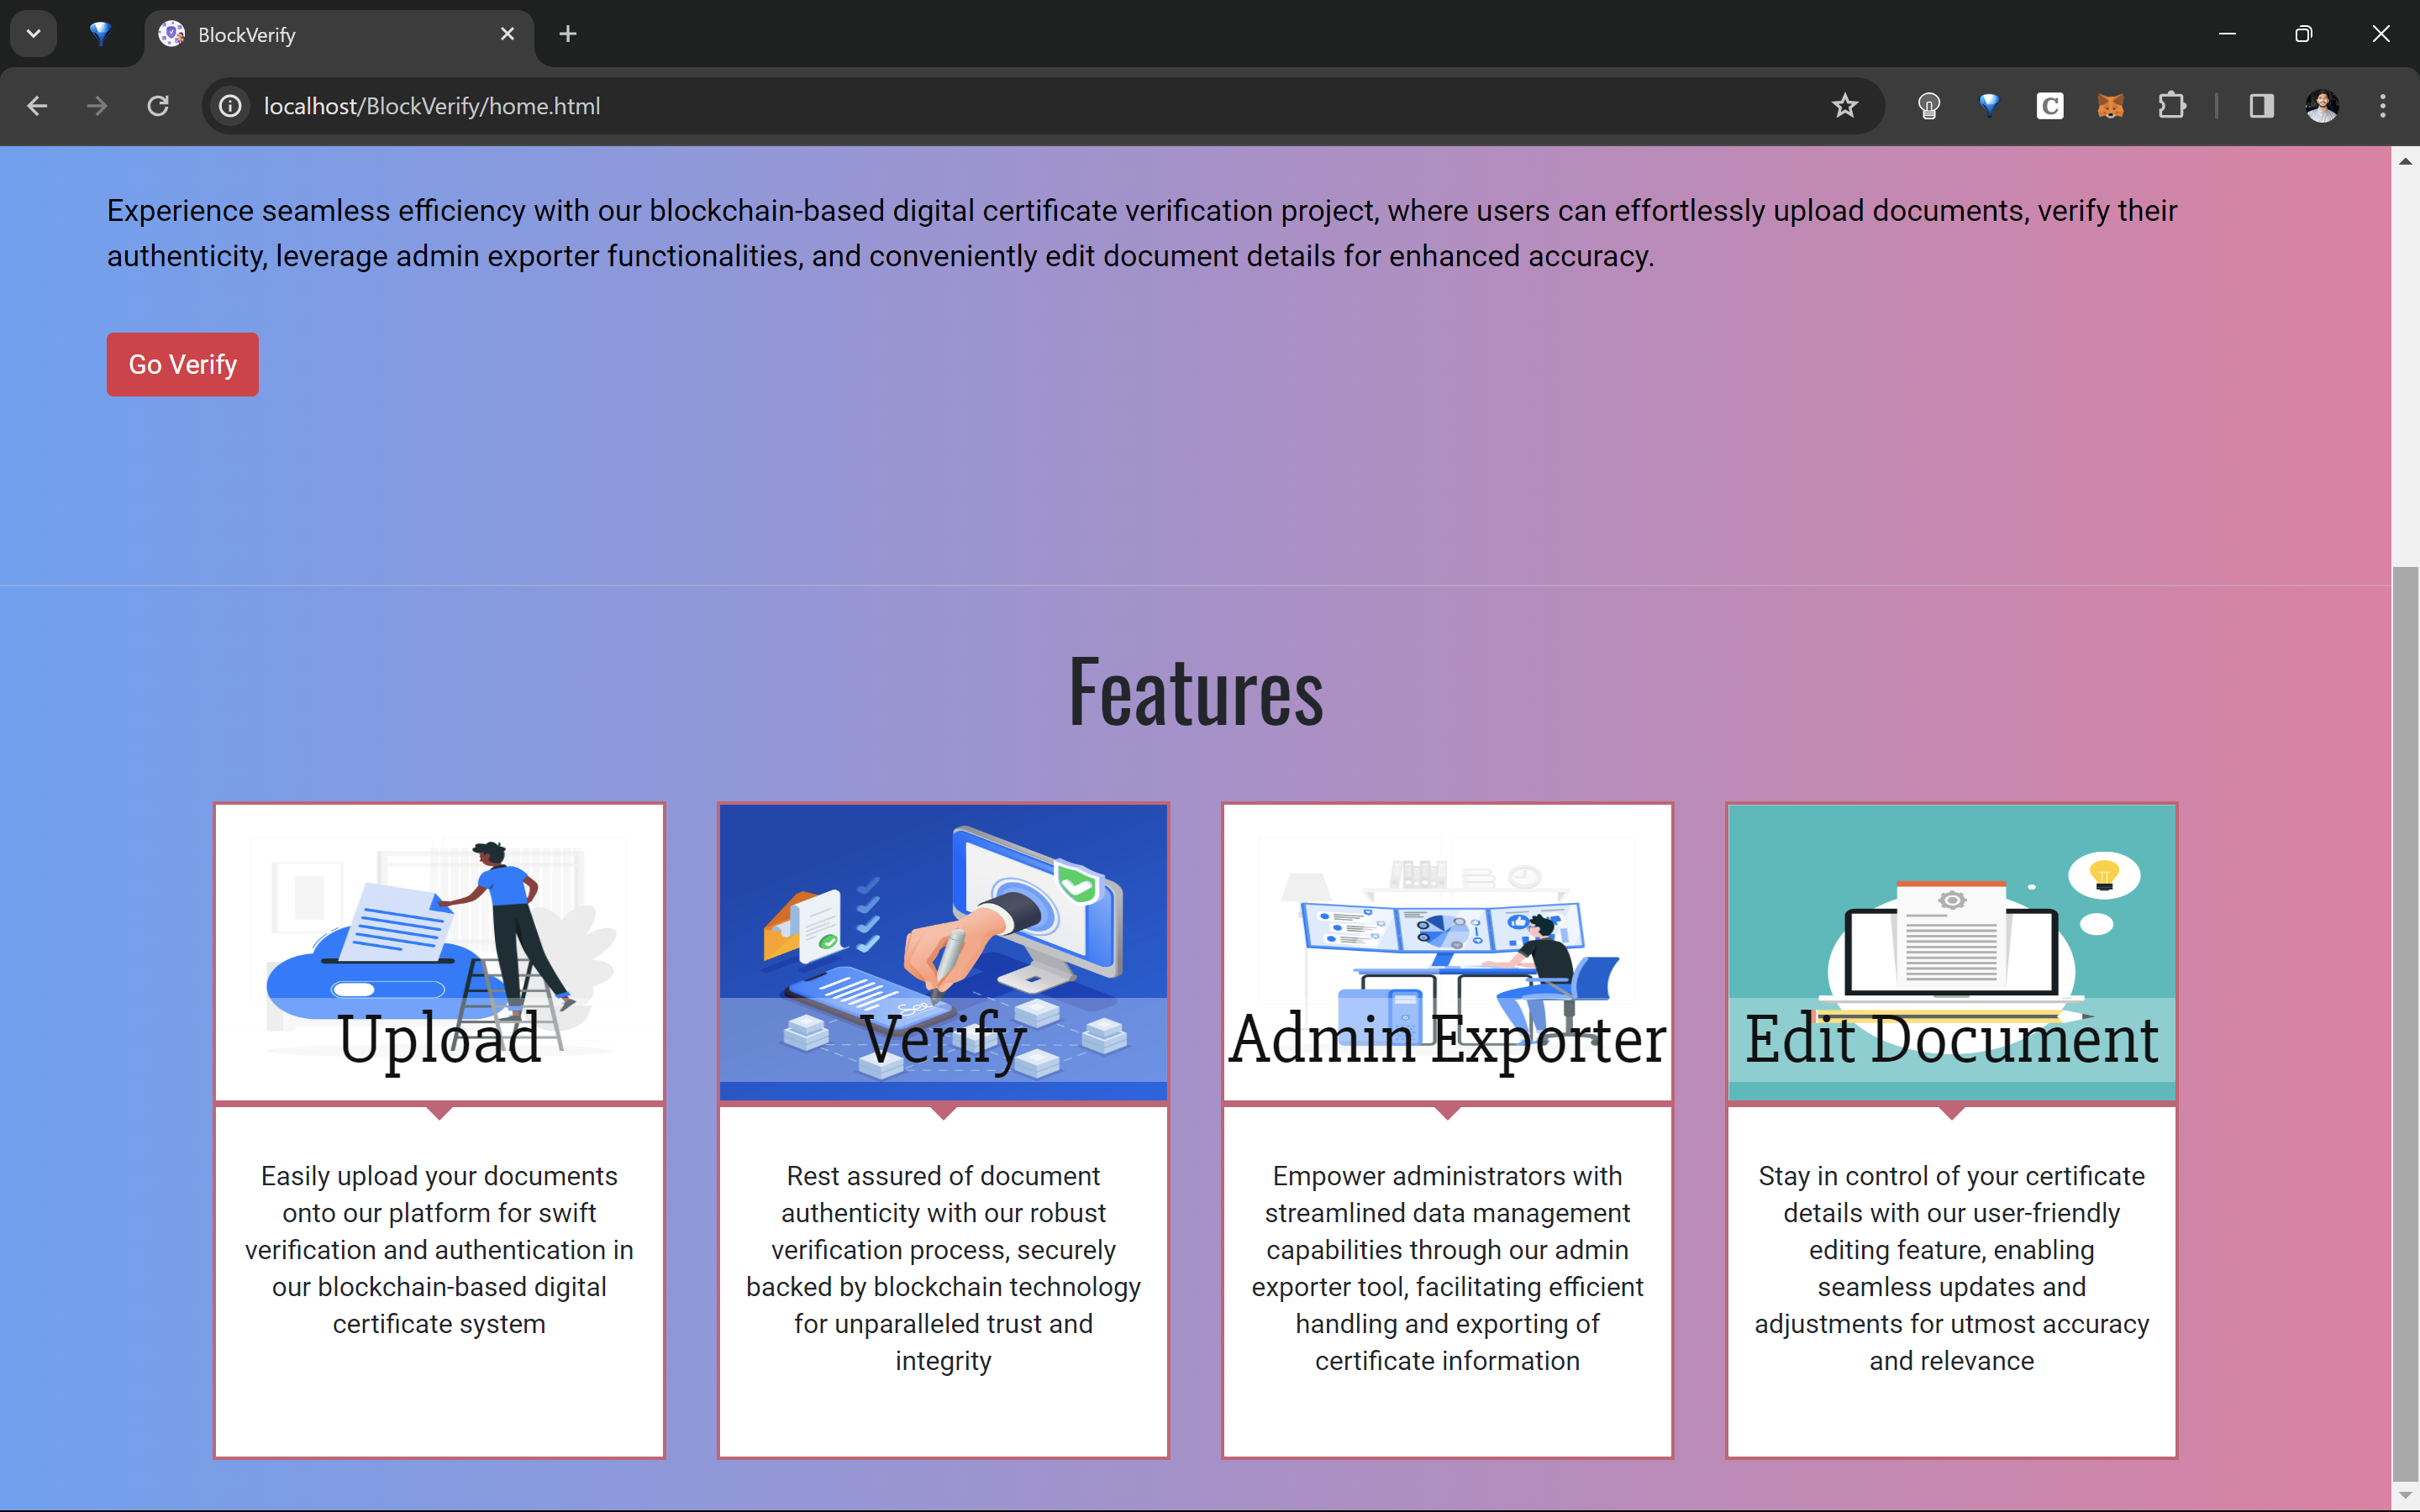 BlockVerify
localhost/BlockVerify/home.html
Experience seamless efficiency with our blockchain-based digital certificate verification project, where users can effortlessly upload documents, verify their
authenticity, leverage admin exporter functionalities, and conveniently edit document details for enhanced accuracy.
Go Verify
Features
Upload
Easily upload your documents
onto our platform for swift
verification and authentication in
our blockchain-based digital
certificate system
Verify
Rest assured of document
authenticity with our robust
verification process, securely
backed by blockchain technology
for unparalleled trust and
integrity
Admin Exporter
Empower administrators with
streamlined data management
capabilities through our admin
exporter tool, facilitating efficient
handling and exporting of
certificate information
Edit Document
Stay in control of your certificate
details with our user-friendly
editing feature, enabling
seamless updates and
adjustments for utmost accuracy
and relevance